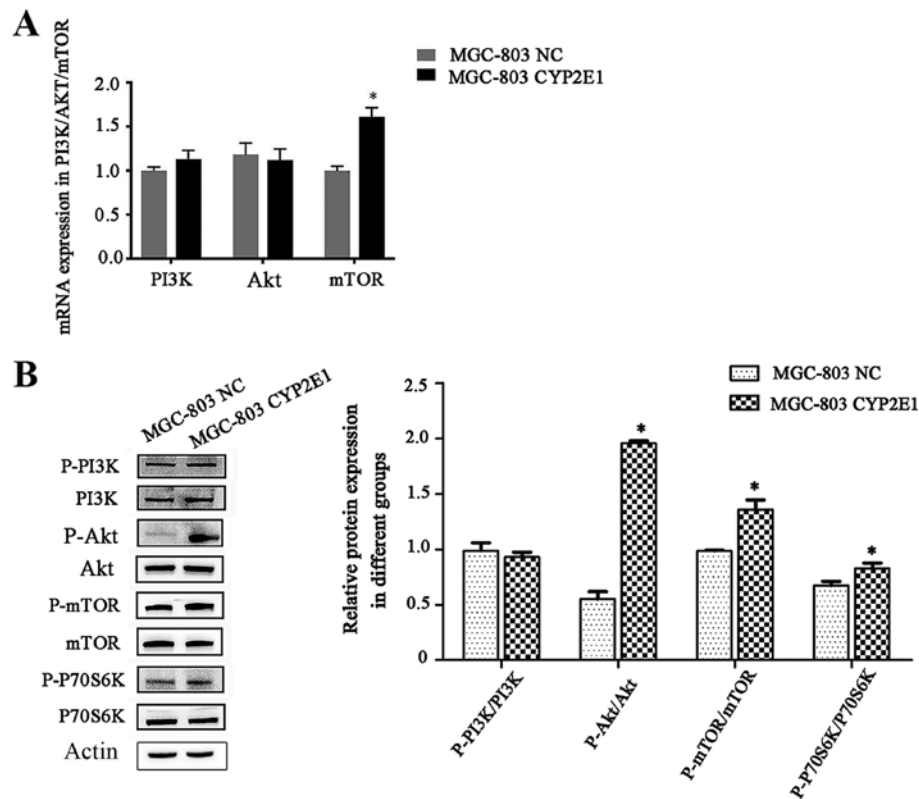 A
mRNA expression in PI3K/AKT/mTOR
MGC-803 NC
MGC-803 CYP2E1
2.0
1.5
1.0
0.5
0.0
*
PI3K
Akt
mTOR
B
MGC-803 NC
MGC-803 CYP2E1
P-PI3K
PI3K
P-Akt
Akt
P-mTOR
mTOR
P-P70S6K
P70S6K
Actin
Relative protein expression
in different groups
MGC-803 NC
MGC-803 CYP2E1
2.5
2.0
1.5
1.0
0.5
0
*
*
*
P-PI3K/PI3K
P-Akt/Akt
P-mTOR/mTOR
P-P70S6K/P70S6K